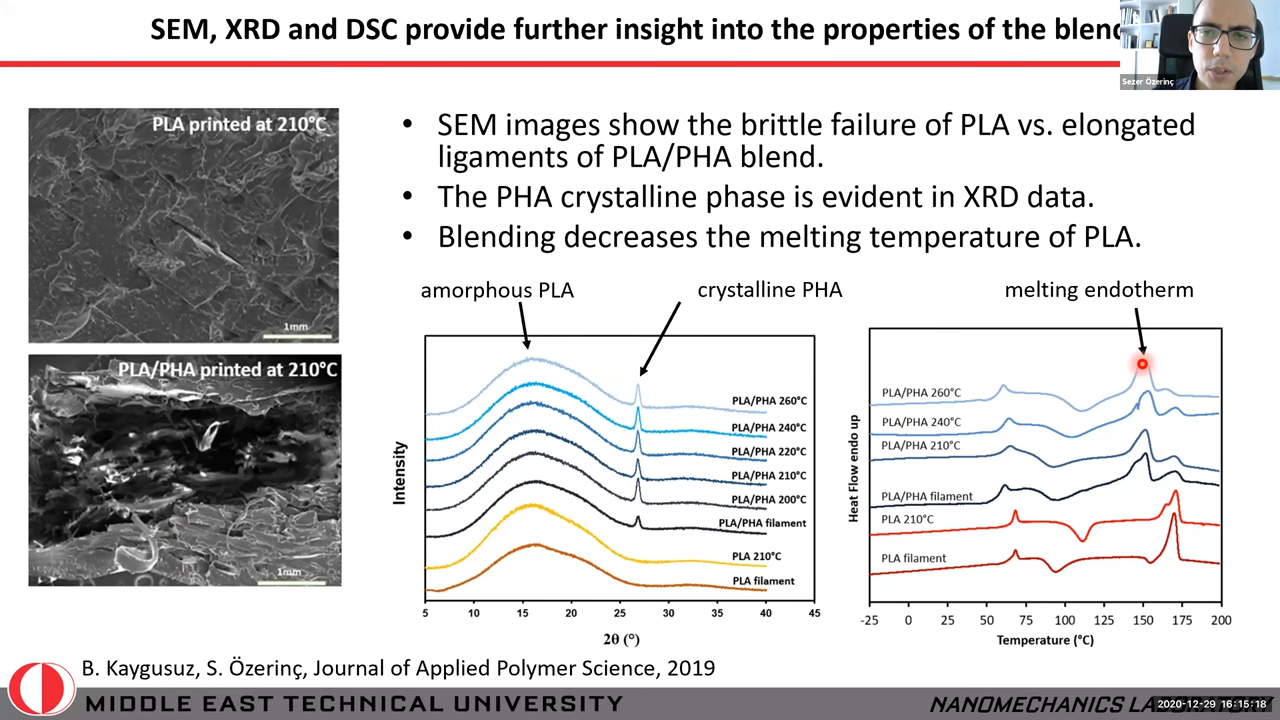 SEM, XRD and DSC provide further insight into the properties of the blend
Sezer Özerinç
PLA printed at 210°C
1mm
PLA/PHA printed at 210°C
1mm
• SEM images show the brittle failure of PLA vs. elongated
ligaments of PLA/PHA blend.
• The PHA crystalline phase is evident in XRD data.
• Blending decreases the melting temperature of PLA.
amorphous PLA
crystalline PHA
melting endotherm
Intensity
PLA/PHA 260°C
PLA/PHA 240°C
PLA/PHA 220°C
PLA/PHA 210°C
PLA/PHA 200°C
PLA/PHA filament
PLA 210°C
PLA filament
5 10 15 20 25 30 35 40 45
2θ (°)
Heat Flow endo up
PLA/PHA 260°C
PLA/PHA 240°C
PLA/PHA 210°C
PLA/PHA filament
PLA 210°C
PLA filament
-25 0 25 50 75 100 125 150 175 200
Temperature (°C)
B. Kaygusuz, S. Özerinç, Journal of Applied Polymer Science, 2019
MIDDLE EAST TECHNICAL UNIVERSITY
NANOMECHANICS LABORATORY
2020-12-29 16:15:18